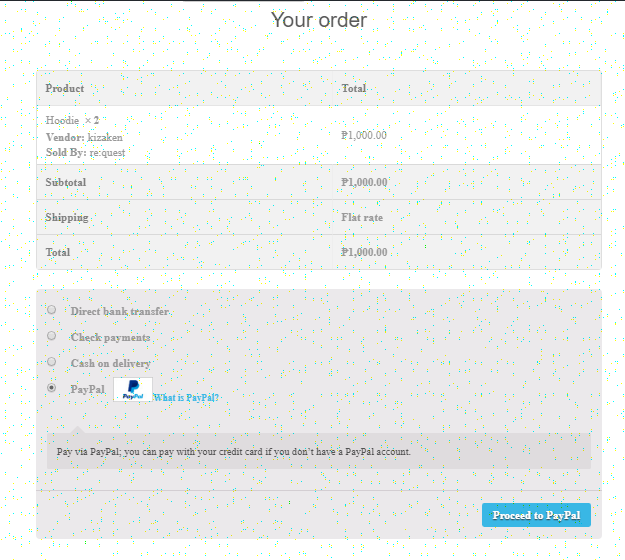 Your order
Product Total
Hoodie × 2
Vendor: kizaken
Sold By: re:quest
₱1,000.00
Subtotal ₱1,000.00
Shipping Flat rate
Total ₱1,000.00
Direct bank transfer
Check payments
Cash on delivery
PayPal PayPal What is PayPal?
Pay via PayPal; you can pay with your credit card if you don't have a PayPal account.
Proceed to PayPal